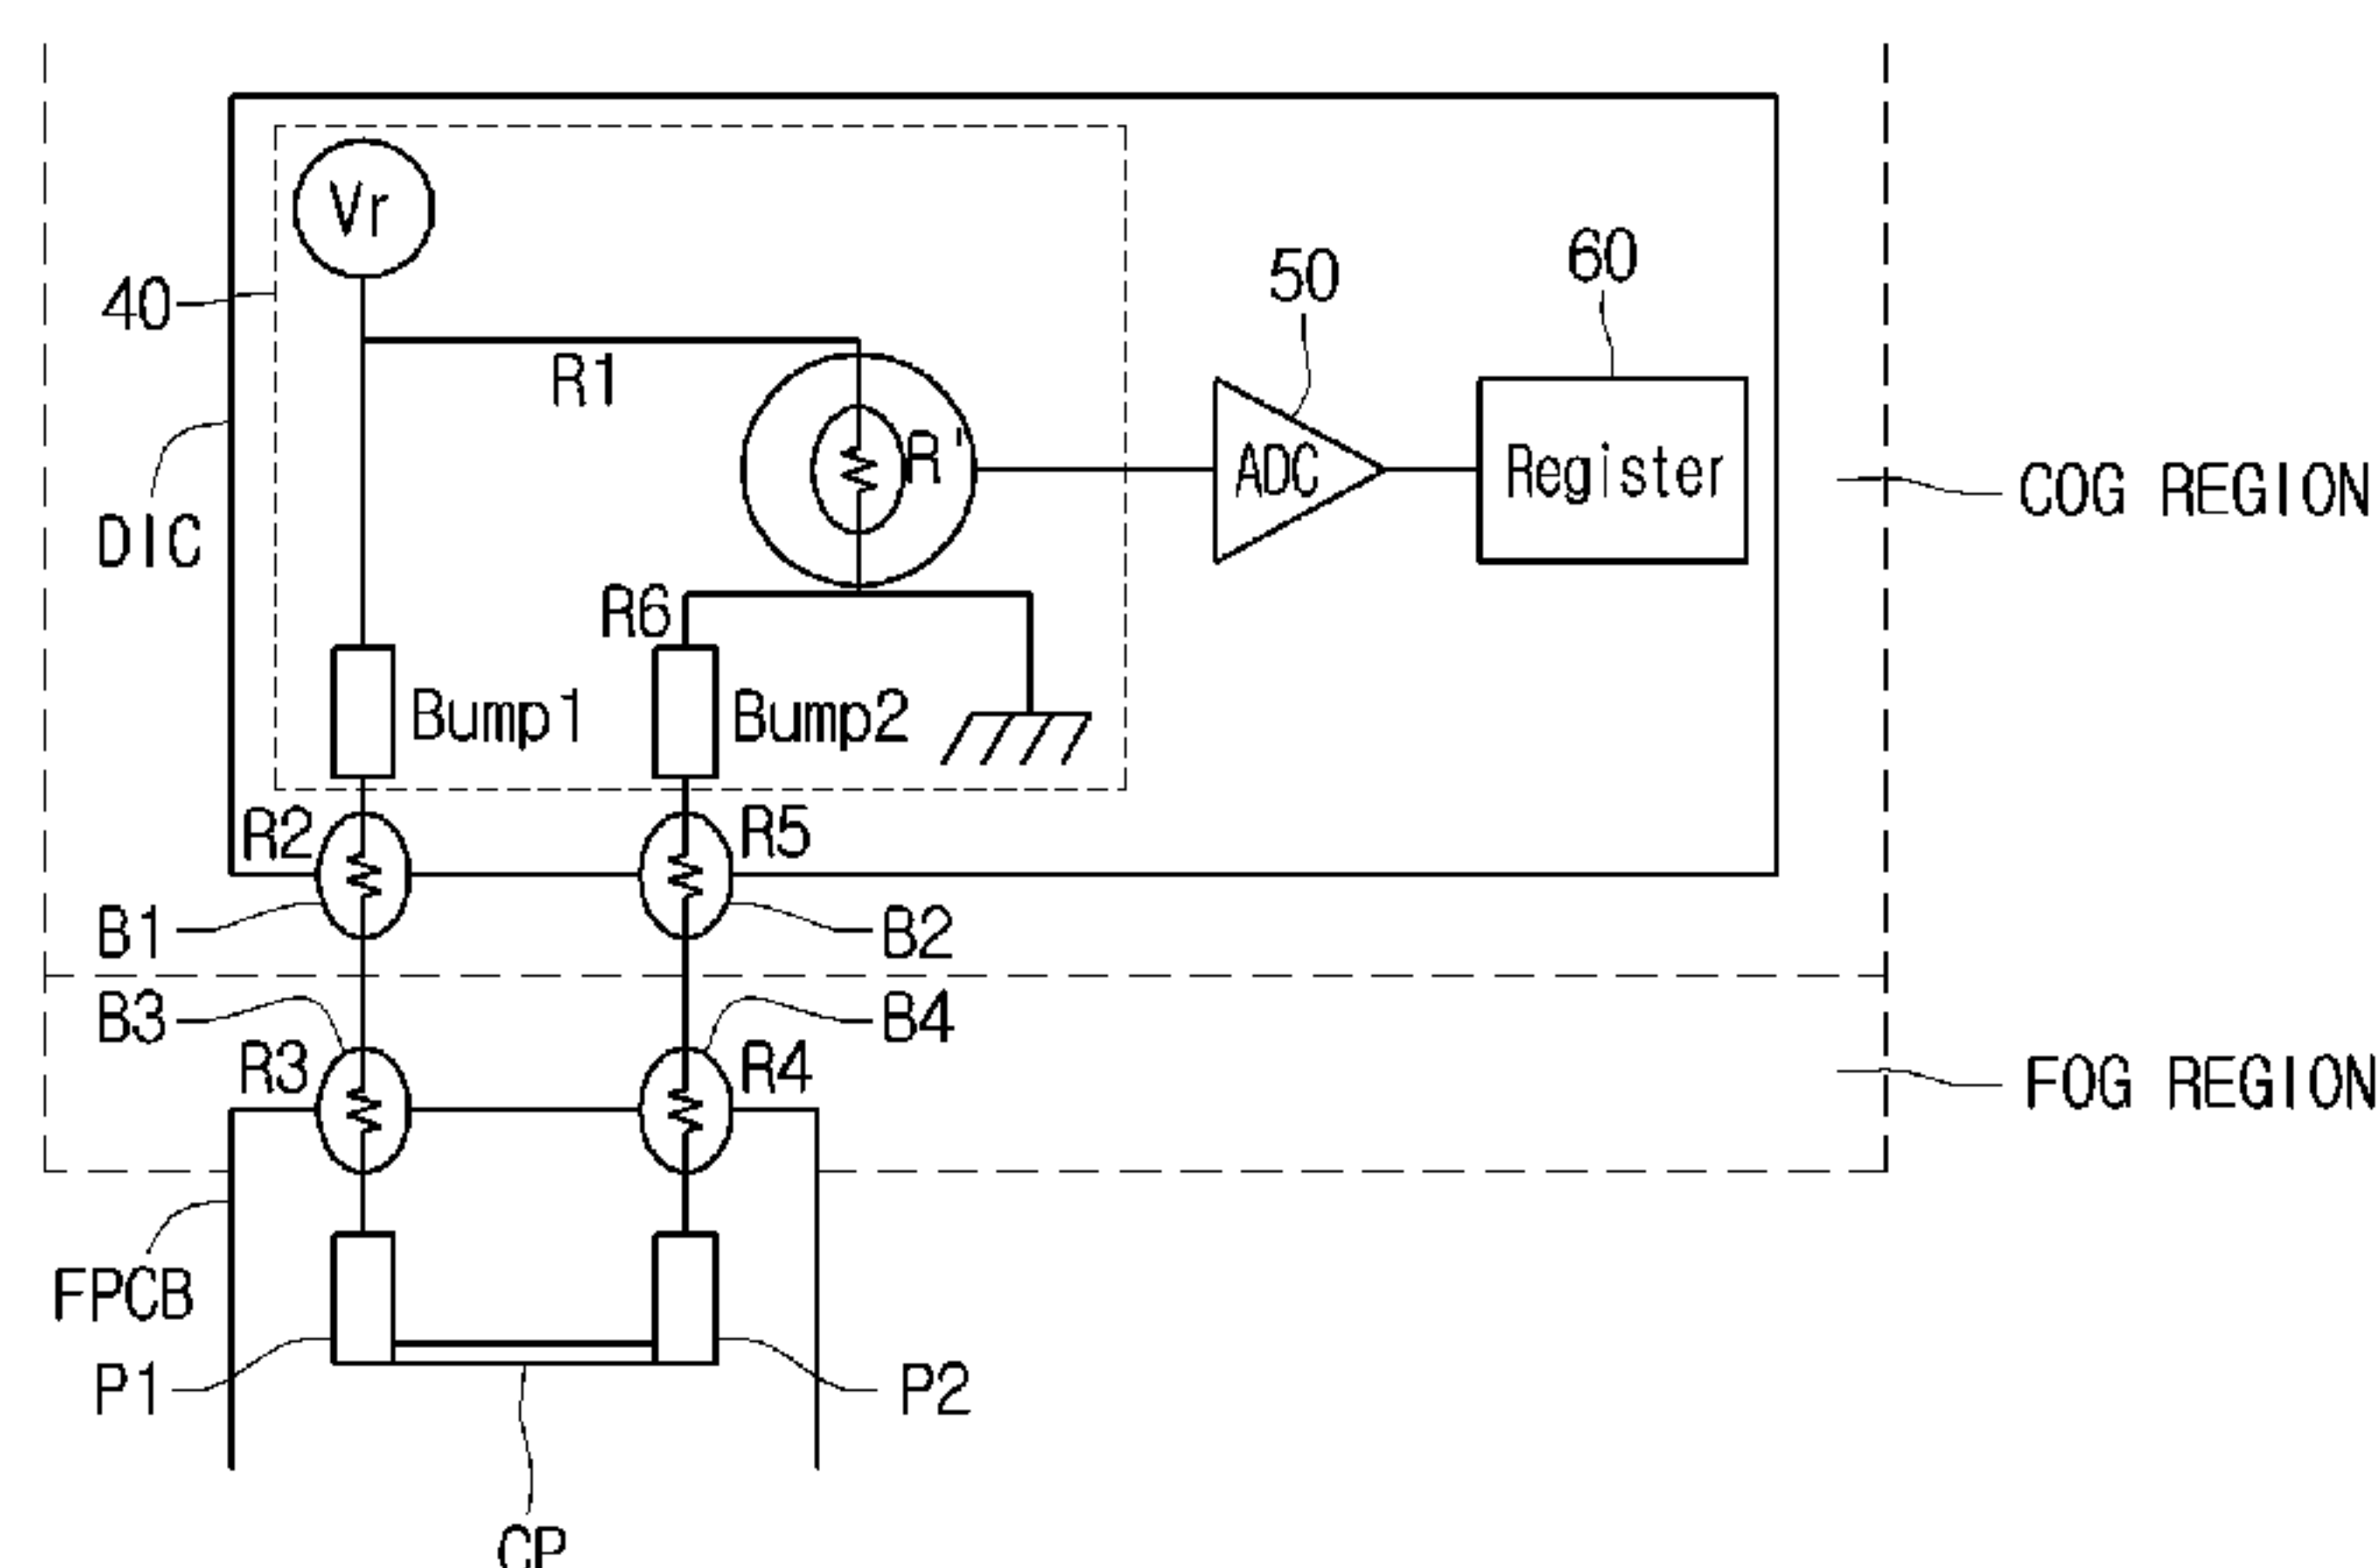 Vr
40
R1
50
60
R'
ADC
Register
COG REGION
DIC
R6
Bump1
Bump2
R2
R5
B1
B2
B3
B4
R3
R4
FOG REGION
FPCB
P1
P2
CP